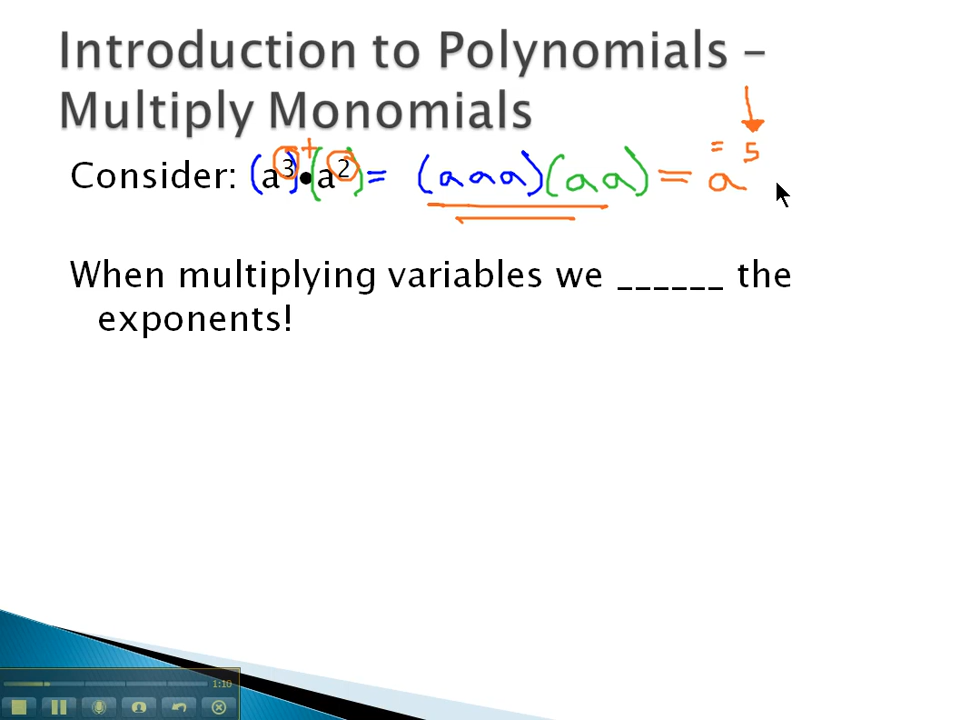 Introduction to Polynomials –
Multiply Monomials
Consider: (a³)•(a²) = (aaa)(aa) = a⁵
= +
=
When multiplying variables we ______ the
exponents!
1:10